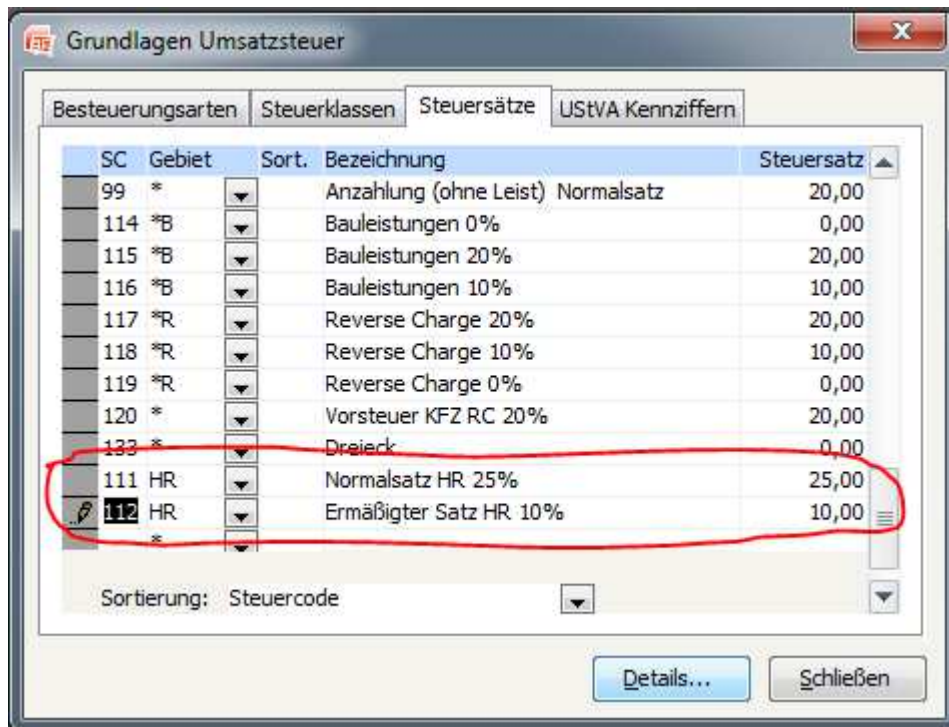 Grundlagen Umsatzsteuer
Besteuerungsarten Steuerklassen Steuersätze UStVA Kennziffern
SC Gebiet Sort. Bezeichnung Steuersatz
99 * Anzahlung (ohne Leist) Normalsatz 20,00
114 *B Bauleistungen 0% 0,00
115 *B Bauleistungen 20% 20,00
116 *B Bauleistungen 10% 10,00
117 *R Reverse Charge 20% 20,00
118 *R Reverse Charge 10% 10,00
119 *R Reverse Charge 0% 0,00
120 * Vorsteuer KFZ RC 20% 20,00
133 * Dreieck 0,00
111 HR Normalsatz HR 25% 25,00
112 HR Ermäßigter Satz HR 10% 10,00
*
Sortierung: Steuercode
Details... Schließen